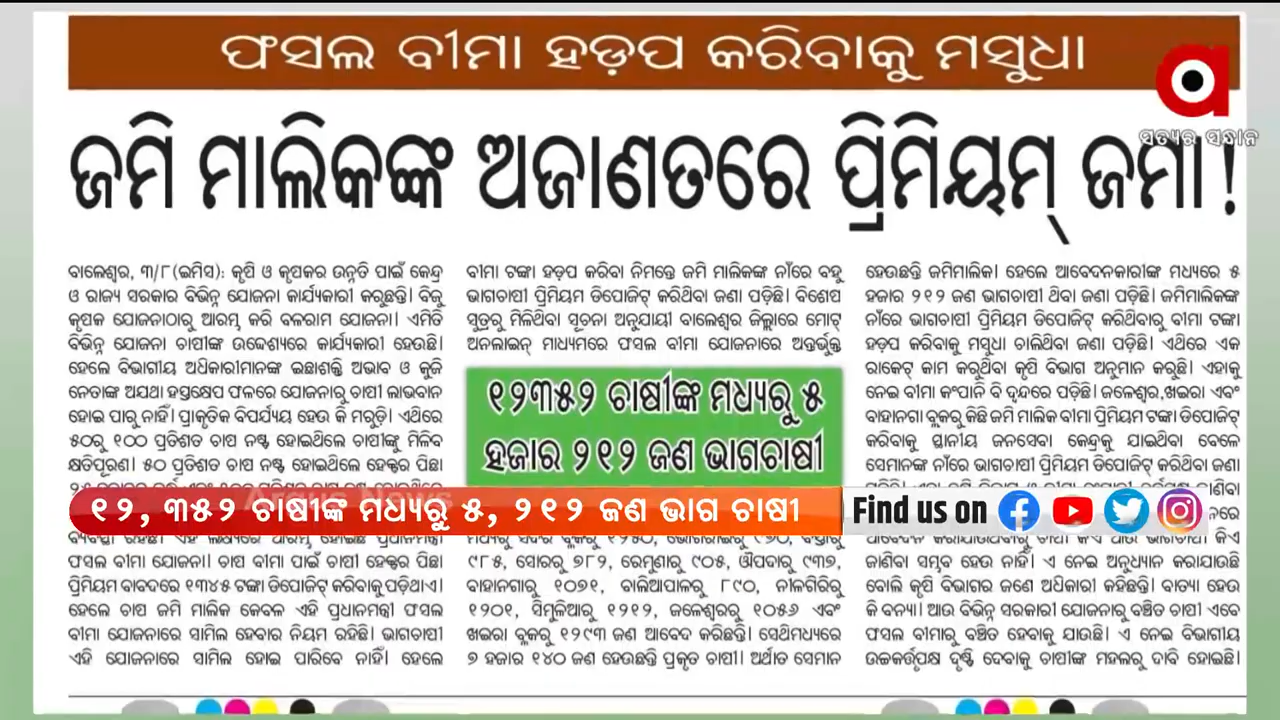 ଫସଲ ବୀମା ହଡ଼ପ କରିବାକୁ ମସୁଧା
ସତ୍ୟର ସନ୍ଧାନ
ଜମି ମାଲିକଙ୍କ ଅଜାଣତରେ ପ୍ରିମିୟମ୍ ଜମା!
ବାଲେଶ୍ୱର, ୩/୮(ଇମିସ): କୃଷି ଓ କୃଷକର ଉନ୍ନତି ପାଇଁ କେନ୍ଦ୍ର
ଓ ରାଜ୍ୟ ସରକାର ବିଭିନ୍ନ ଯୋଜନା କାର୍ଯ୍ୟକାରୀ କରୁଛନ୍ତି। ବିଜୁ
କୃଷକ ଯୋଜନାଠାରୁ ଆରମ୍ଭ କରି ବଳରାମ ଯୋଜନା। ଏମିତି
ବିଭିନ୍ନ ଯୋଜନା ଚାଷୀଙ୍କ ଉଦ୍ଦେଶ୍ୟରେ କାର୍ଯ୍ୟକାରୀ ହେଉଛି।
ହେଲେ ବିଭାଗୀୟ ଅଧିକାରୀମାନଙ୍କ ଇଚ୍ଛାଶକ୍ତି ଅଭାବ ଓ କୁଜି
ନେତାଙ୍କ ଅଯଥା ହସ୍ତକ୍ଷେପ ଫଳରେ ଯୋଜନାରୁ ଚାଷୀ ଲାଭବାନ
ହୋଇ ପାରୁ ନାହିଁ। ପ୍ରାକୃତିକ ବିପର୍ଯ୍ୟୟ ହେଉ କି ମରୁଡ଼ି। ଏଥିରେ
୫୦ରୁ ୧୦୦ ପ୍ରତିଶତ ଚାଷ ନଷ୍ଟ ହୋଇଥିଲେ ଚାଷୀଙ୍କୁ ମିଳିବ
କ୍ଷତିପୂରଣ। ୫୦ ପ୍ରତିଶତ ଚାଷ ନଷ୍ଟ ହୋଇଥିଲେ ହେକ୍ଟର ପିଛା
ଫସଲ ବୀମା ଯୋଜନା। ଚାଷ ବୀମା ପାଇଁ ଚାଷୀ ହେକ୍ଟର ପିଛା
ପ୍ରିମିୟମ ବାବଦରେ ୧୩୪୫ ଟଙ୍କା ଡିପୋଜିଟ୍ କରିବାକୁ ପଡ଼ିଥାଏ।
ହେଲେ ଚାଷ ଜମି ମାଲିକ କେବଳ ଏହି ପ୍ରଧାନମନ୍ତ୍ରୀ ଫସଲ
ବୀମା ଯୋଜନାରେ ସାମିଲ ହେବାର ନିୟମ ରହିଛି। ଭାଗଚାଷୀ
ଏହି ଯୋଜନାରେ ସାମିଲ ହୋଇ ପାରିବେ ନାହିଁ। ହେଲେ
ବୀମା ଟଙ୍କା ହଡ଼ପ କରିବା ନିମନ୍ତେ ଜମି ମାଲିକଙ୍କ ନାଁରେ ବହୁ
ଭାଗଚାଷୀ ପ୍ରିମିୟମ ଡିପୋଜିଟ୍ କରିଥିବା ଜଣା ପଡ଼ିଛି। ବିଶେଷ
ସୂତ୍ରରୁ ମିଳିଥିବା ସୂଚନା ଅନୁଯାୟୀ ବାଲେଶ୍ୱର ଜିଲ୍ଲାରେ ମୋଟ୍
ଅନଲାଇନ୍ ମାଧ୍ୟମରେ ଫସଲ ବୀମା ଯୋଜନାରେ ଅନ୍ତର୍ଭୁକ୍ତ
୧୨୩୫୨ ଚାଷୀଙ୍କ ମଧ୍ୟରୁ ୫
ହଜାର ୨୧୨ ଜଣ ଭାଗଚାଷୀ
୯୮୫, ସୋରରୁ ୭୮୨, ରେମୁଣାରୁ ୯୦୫, ଔପଦାରୁ ୯୩୭,
ବାହାନଗାରୁ ୧୦୭୧, ବାଲିଆପାଳରୁ ୮୯୦, ନୀଳଗିରିରୁ
୧୨୦୧, ସିମୁଳିଆରୁ ୧୨୧୨, ଜଳେଶ୍ୱରରୁ ୧୦୫୬ ଏବଂ
ଖଇରା ବ୍ଲକରୁ ୧୨୯୩ ଜଣ ଆବେଦ କରିଛନ୍ତି। ସେଥିମଧ୍ୟରେ
୭ ହଜାର ୧୪୦ ଜଣ ହେଉଛନ୍ତି ପ୍ରକୃତ ଚାଷୀ। ଅର୍ଥାତ ସେମାନ
ହେଉଛନ୍ତି ଜମିମାଲିକ। ହେଲେ ଆବେଦନକାରୀଙ୍କ ମଧ୍ୟରେ ୫
ହଜାର ୨୧୨ ଜଣ ଭାଗଚାଷୀ ଥିବା ଜଣା ପଡ଼ିଛି। ଜମିମାଲିକଙ୍କ
ନାଁରେ ଭାଗଚାଷୀ ପ୍ରିମିୟମ ଡିପୋଜିଟ୍ କରିଥିବାରୁ ବୀମା ଟଙ୍କା
ହଡ଼ପ କରିବାକୁ ମସୁଧା ଚାଲିଥିବା ଜଣା ପଡ଼ିଛି। ଏଥିରେ ଏକ
ରାକେଟ୍ କାମ କରୁଥିବା କୃଷି ବିଭାଗ ଅନୁମାନ କରୁଛି। ଏହାକୁ
ନେଇ ବୀମା କଂପାନି ବି ଦ୍ୱନ୍ଦରେ ପଡ଼ିଛି। ଜଳେଶ୍ୱର,ଖଇରା ଏବଂ
ବାହାନଗା ବ୍ଲକରୁ କିଛି ଜମି ମାଲିକ ବୀମା ପ୍ରିମିୟମ ଟଙ୍କା ଡିପୋଜିଟ୍
କରିବାକୁ ସ୍ଥାନୀୟ ଜନସେବା କେନ୍ଦ୍ରକୁ ଯାଇଥିବା ବେଳେ
ସେମାନଙ୍କ ନାଁରେ ଭାଗଚାଷୀ ପ୍ରିମିୟମ ଡିପୋଜିଟ୍ କରିଥିବା ଜଣା
ଜାଣିବା ସମ୍ଭବ ହେଉ ନାହିଁ। ଏ ନେଇ ଅନୁଧ୍ୟାନ କରାଯାଉଛି
ବୋଲି କୃଷି ବିଭାଗର ଜଣେ ଅଧିକାରୀ କହିଛନ୍ତି। ବାତ୍ୟା ହେଉ
କି ବନ୍ୟା। ଆଉ ବିଭିନ୍ନ ସରକାରୀ ଯୋଜନାରୁ ବଞ୍ଚିତ ଚାଷୀ ଏବେ
ଫସଲ ବୀମାରୁ ବଞ୍ଚିତ ହେବାକୁ ଯାଉଛି। ଏ ନେଇ ବିଭାଗୀୟ
ଉଚ୍ଚକର୍ତ୍ତୃପକ୍ଷ ଦୃଷ୍ଟି ଦେବାକୁ ଚାଷୀଙ୍କ ମହଲରୁ ଦାବି ହୋଇଛି।
Argus News
୧୨, ୩୫୨ ଚାଷୀଙ୍କ ମଧ୍ୟରୁ ୫, ୨୧୨ ଜଣ ଭାଗ ଚାଷୀ
Find us on